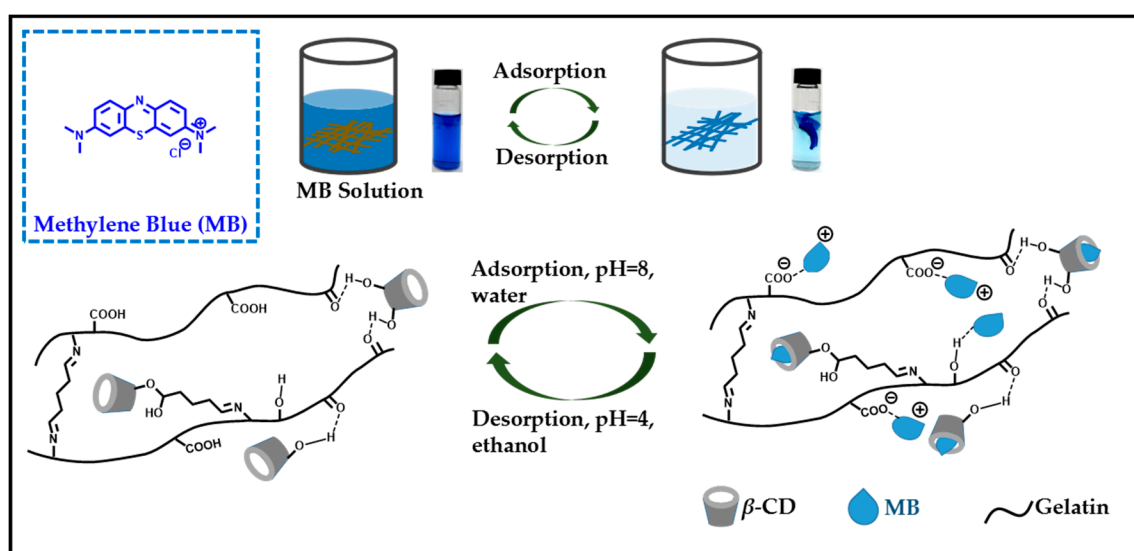 Adsorption
Desorption
MB Solution
N
N
S
N
⊕
Cl⊖
Methylene Blue (MB)
Adsorption, pH=8,
water
Desorption, pH=4,
ethanol
COOH
COOH
O
H
O
H
O
O
N
N
O
HO
N
H
O
O
H
O
COOH
N
N
⊕
⊖
COO
⊖
COO
⊕
O
H
O
O
H
O
O
H
O
O
HO
N
O
H
O
⊖
COO
⊕
N
N
β-CD
MB
Gelatin